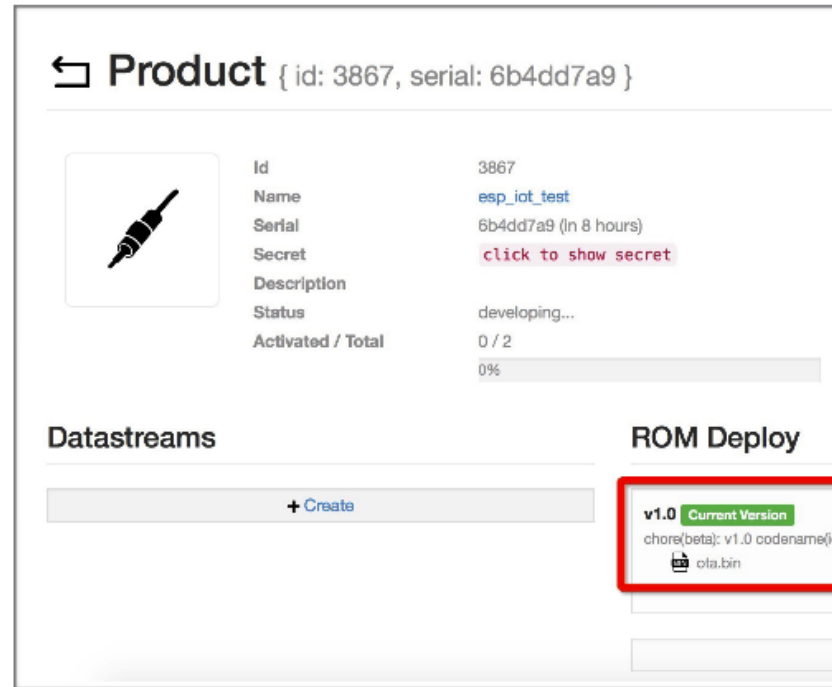 Product { id: 3867, serial: 6b4dd7a9 }
Id 3867
Name esp_iot_test
Serial 6b4dd7a9 (in 8 hours)
Secret click to show secret
Description
Status developing...
Activated / Total 0 / 2
0%
Datastreams
+ Create
ROM Deploy
v1.0 Current Version
chore(beta): v1.0 codename(i
ota.bin